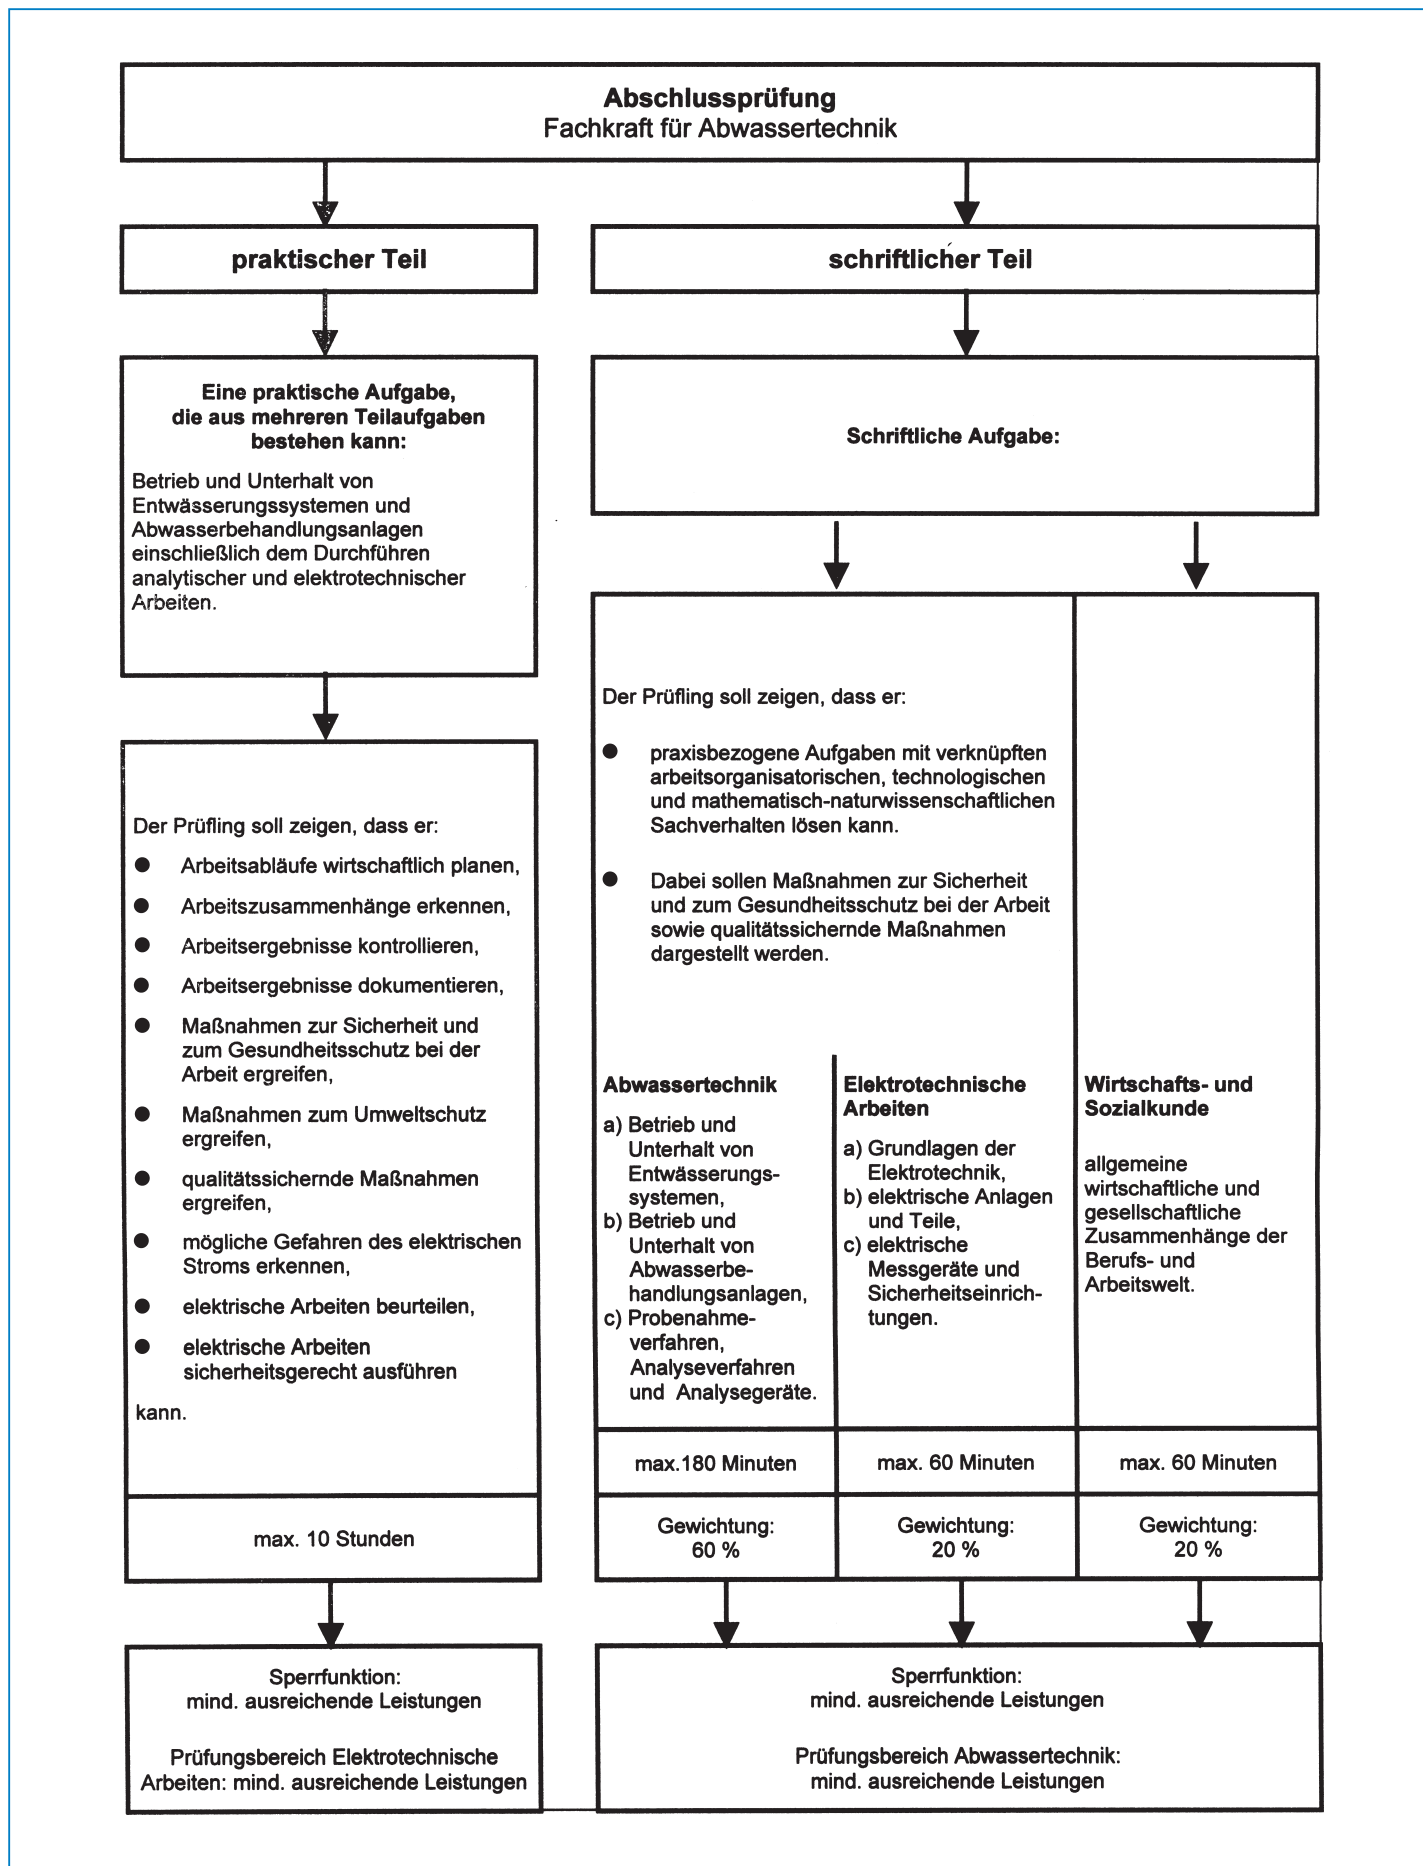 Abschlussprüfung
Fachkraft für Abwassertechnik
praktischer Teil
schriftlicher Teil
Eine praktische Aufgabe,
die aus mehreren Teilaufgaben
bestehen kann:
Betrieb und Unterhalt von
Entwässerungssystemen und
Abwasserbehandlungsanlagen
einschließlich dem Durchführen
analytischer und elektrotechnischer
Arbeiten.
Schriftliche Aufgabe:
Der Prüfling soll zeigen, dass er:
● Arbeitsabläufe wirtschaftlich planen,
● Arbeitszusammenhänge erkennen,
● Arbeitsergebnisse kontrollieren,
● Arbeitsergebnisse dokumentieren,
● Maßnahmen zur Sicherheit und
zum Gesundheitsschutz bei der
Arbeit ergreifen,
● Maßnahmen zum Umweltschutz
ergreifen,
● qualitätssichernde Maßnahmen
ergreifen,
● mögliche Gefahren des elektrischen
Stroms erkennen,
● elektrische Arbeiten beurteilen,
● elektrische Arbeiten
sicherheitsgerecht ausführen
kann.
max. 10 Stunden
Sperrfunktion:
mind. ausreichende Leistungen
Prüfungsbereich Elektrotechnische
Arbeiten: mind. ausreichende Leistungen
Der Prüfling soll zeigen, dass er:
● praxisbezogene Aufgaben mit verknüpften
arbeitsorganisatorischen, technologischen
und mathematisch-naturwissenschaftlichen
Sachverhalten lösen kann.
● Dabei sollen Maßnahmen zur Sicherheit
und zum Gesundheitsschutz bei der Arbeit
sowie qualitätssichernde Maßnahmen
dargestellt werden.
Abwassertechnik
a) Betrieb und
Unterhalt von
Entwässerungs-
systemen,
b) Betrieb und
Unterhalt von
Abwasserbe-
handlungsanlagen,
c) Probenahme-
verfahren,
Analyseverfahren
und Analysegeräte.
max.180 Minuten
Gewichtung:
60 %
Elektrotechnische
Arbeiten
a) Grundlagen der
Elektrotechnik,
b) elektrische Anlagen
und Teile,
c) elektrische
Messgeräte und
Sicherheitseinrich-
tungen.
max. 60 Minuten
Gewichtung:
20 %
Wirtschafts- und
Sozialkunde
allgemeine
wirtschaftliche und
gesellschaftliche
Zusammenhänge der
Berufs- und
Arbeitswelt.
max. 60 Minuten
Gewichtung:
20 %
Sperrfunktion:
mind. ausreichende Leistungen
Prüfungsbereich Abwassertechnik:
mind. ausreichende Leistungen